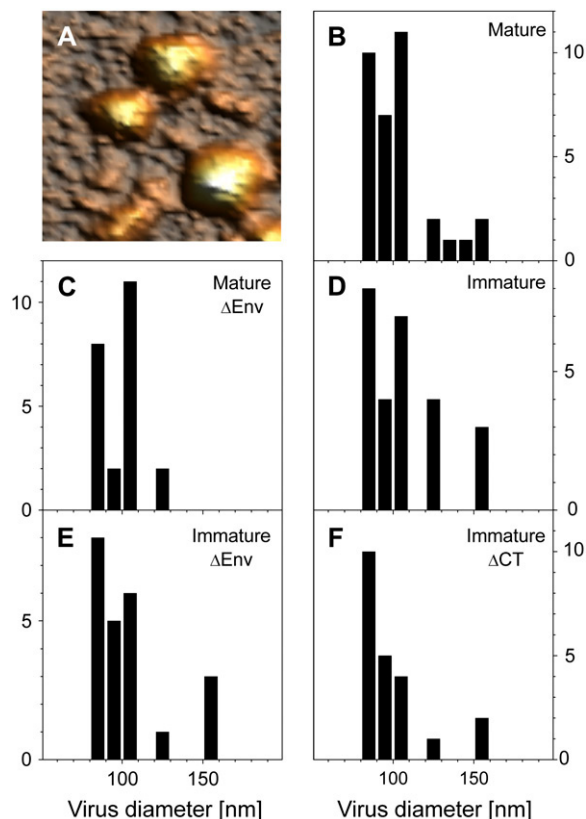 A
B
Mature
10
5
0
C
Mature
ΔEnv
10
5
0
D
Immature
5
0
E
Immature
ΔEnv
5
0
F
Immature
ΔCT
10
5
0
100
150
100
150
Virus diameter [nm]
Virus diameter [nm]